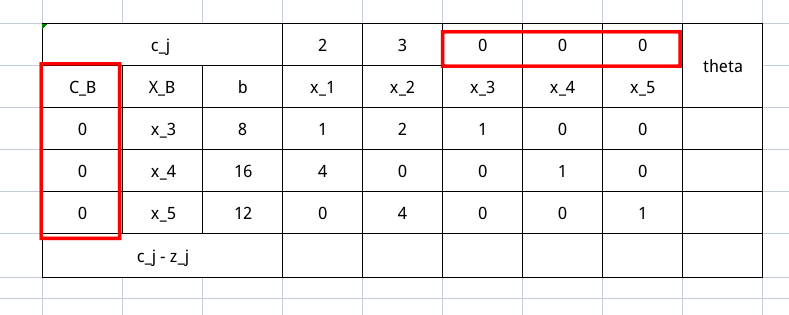 c_j 2 3 0 0 0 theta
C_B X_B b x_1 x_2 x_3 x_4 x_5
0 x_3 8 1 2 1 0 0
0 x_4 16 4 0 0 1 0
0 x_5 12 0 4 0 0 1
c_j - z_j